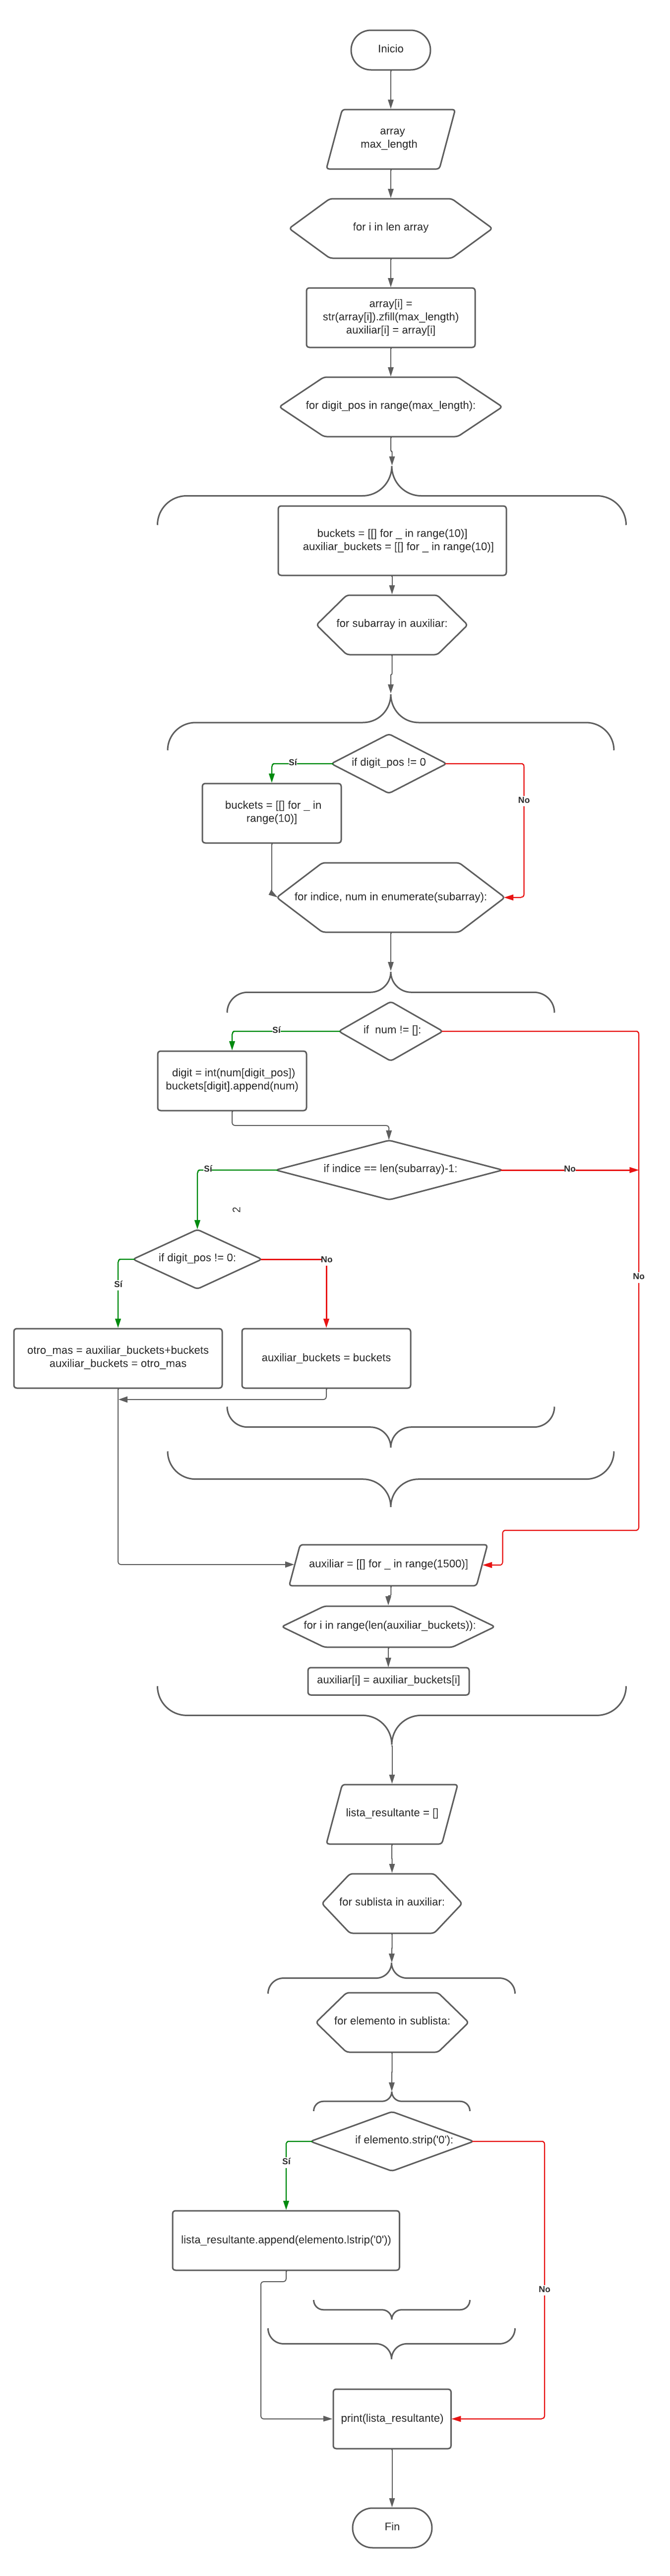 Inicio
array
max_length
for i in len array
array[i] =
str(array[i]).zfill(max_length)
auxiliar[i] = array[i]
for digit_pos in range(max_length):
buckets = [[] for _ in range(10)]
auxiliar_buckets = [[] for _ in range(10)]
for subarray in auxiliar:
if digit_pos != 0
Sí
No
buckets = [[] for _ in
range(10)]
for indice, num in enumerate(subarray):
if  num != []:
Sí
digit = int(num[digit_pos])
buckets[digit].append(num)
if indice == len(subarray)-1:
Sí
No
2
if digit_pos != 0:
No
Sí
No
otro_mas = auxiliar_buckets+buckets
auxiliar_buckets = otro_mas
auxiliar_buckets = buckets
auxiliar = [[] for _ in range(1500)]
for i in range(len(auxiliar_buckets)):
auxiliar[i] = auxiliar_buckets[i]
lista_resultante = []
for sublista in auxiliar:
for elemento in sublista:
if elemento.strip('0'):
Sí
lista_resultante.append(elemento.lstrip('0'))
No
print(lista_resultante)
Fin